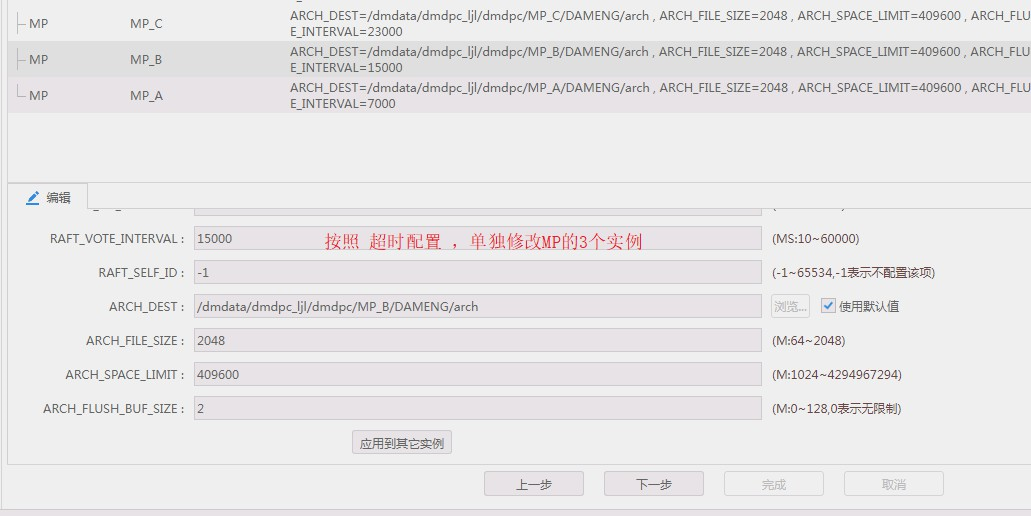 MP MP_C ARCH_DEST=/dmdata/dmdpc_ljl/dmdpc/MP_C/DAMENG/arch , ARCH_FILE_SIZE=2048 , ARCH_SPACE_LIMIT=409600 , ARCH_FLU
E_INTERVAL=23000
MP MP_B ARCH_DEST=/dmdata/dmdpc_ljl/dmdpc/MP_B/DAMENG/arch , ARCH_FILE_SIZE=2048 , ARCH_SPACE_LIMIT=409600 , ARCH_FLU
E_INTERVAL=15000
MP MP_A ARCH_DEST=/dmdata/dmdpc_ljl/dmdpc/MP_A/DAMENG/arch , ARCH_FILE_SIZE=2048 , ARCH_SPACE_LIMIT=409600 , ARCH_FLU
E_INTERVAL=7000
编辑
RAFT_VOTE_INTERVAL : 15000 按照 超时配置 ，单独修改MP的3个实例 (MS:10~60000)
RAFT_SELF_ID : -1 (-1~65534,-1表示不配置该项)
ARCH_DEST : /dmdata/dmdpc_ljl/dmdpc/MP_B/DAMENG/arch 浏览... 使用默认值
ARCH_FILE_SIZE : 2048 (M:64~2048)
ARCH_SPACE_LIMIT : 409600 (M:1024~4294967294)
ARCH_FLUSH_BUF_SIZE : 2 (M:0~128,0表示无限制)
应用到其它实例
上一步 下一步 完成 取消